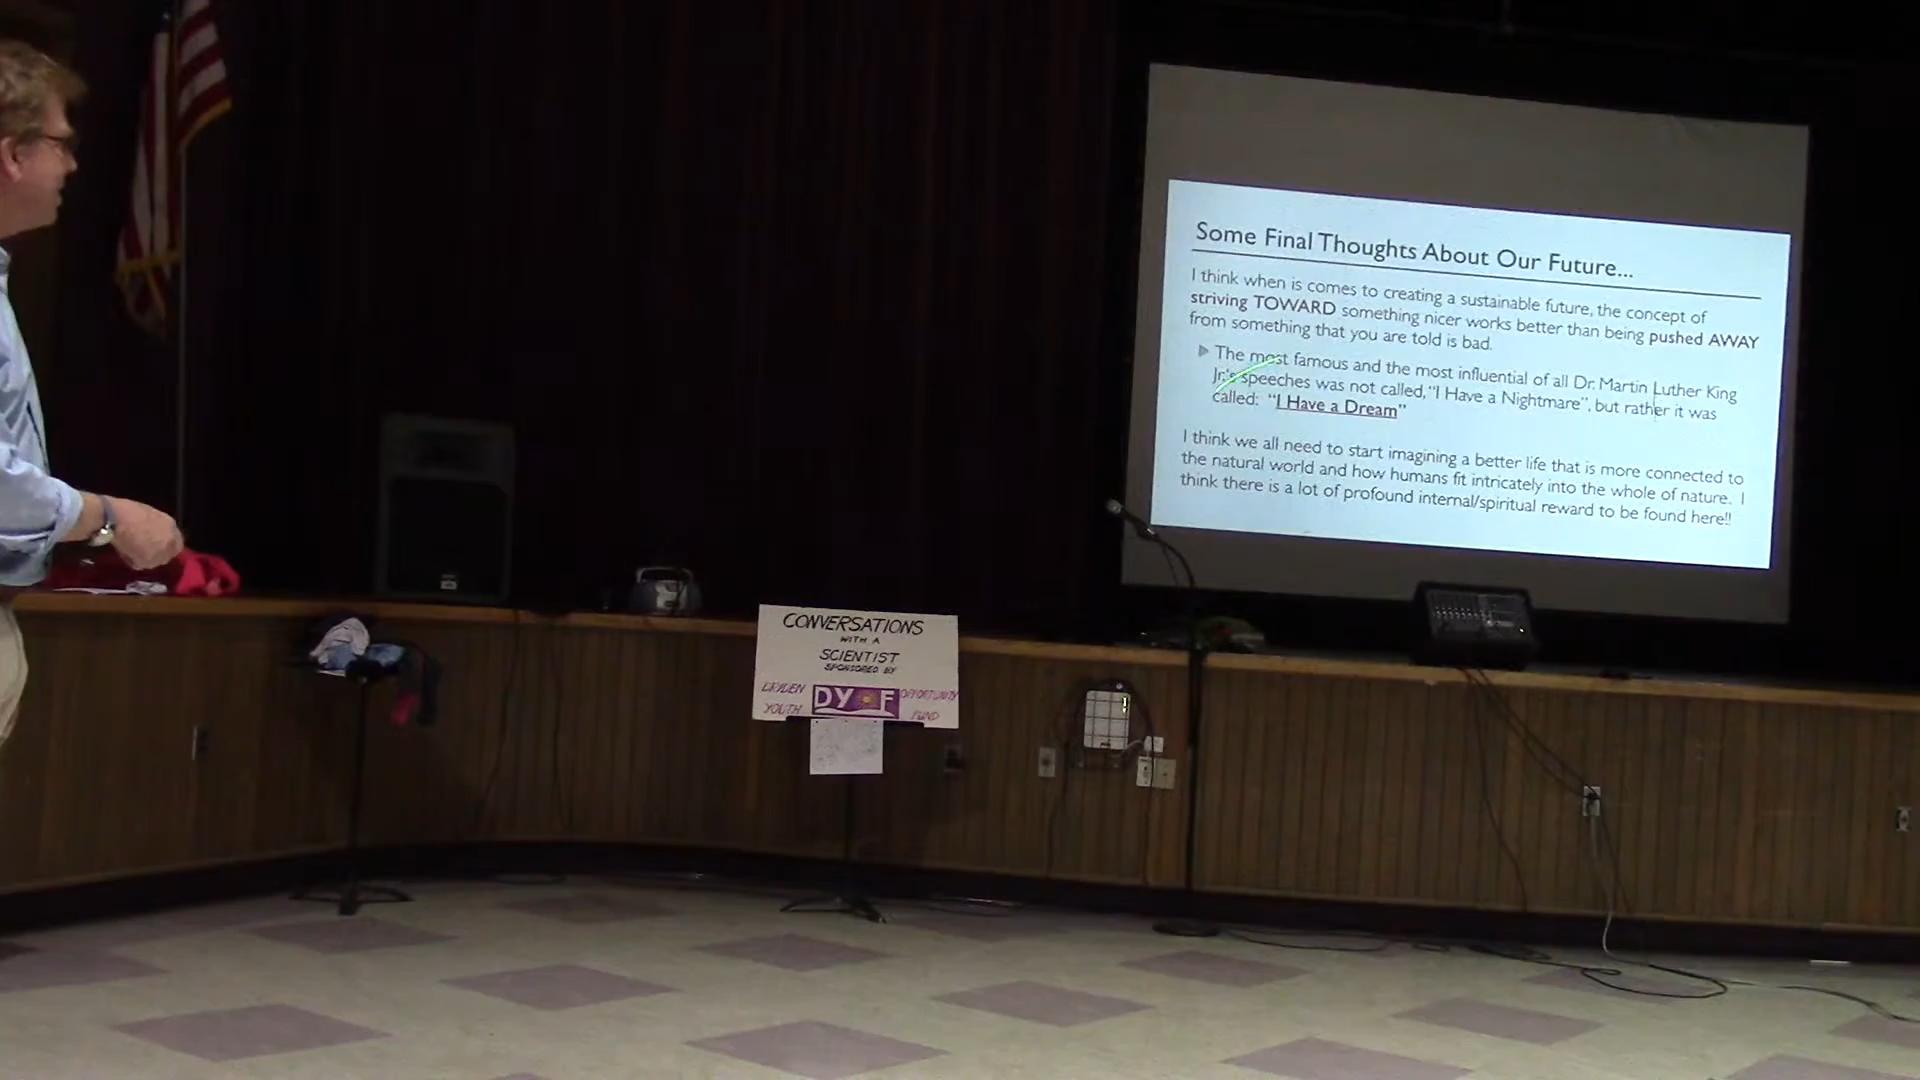 Some Final Thoughts About Our Future...
I think when is comes to creating a sustainable future, the concept of
striving TOWARD something nicer works better than being pushed AWAY
from something that you are told is bad.
The most famous and the most influential of all Dr. Martin Luther King
Jr.'s speeches was not called, "I Have a Nightmare", but rather it was
called: "I Have a Dream"
I think we all need to start imagining a better life that is more connected to
the natural world and how humans fit intricately into the whole of nature. I
think there is a lot of profound internal/spiritual reward to be found here!!
CONVERSATIONS
WITH A
SCIENTIST
SPONSORED BY
DRYDEN DYOF OPPORTUNITY
YOUTH FUND